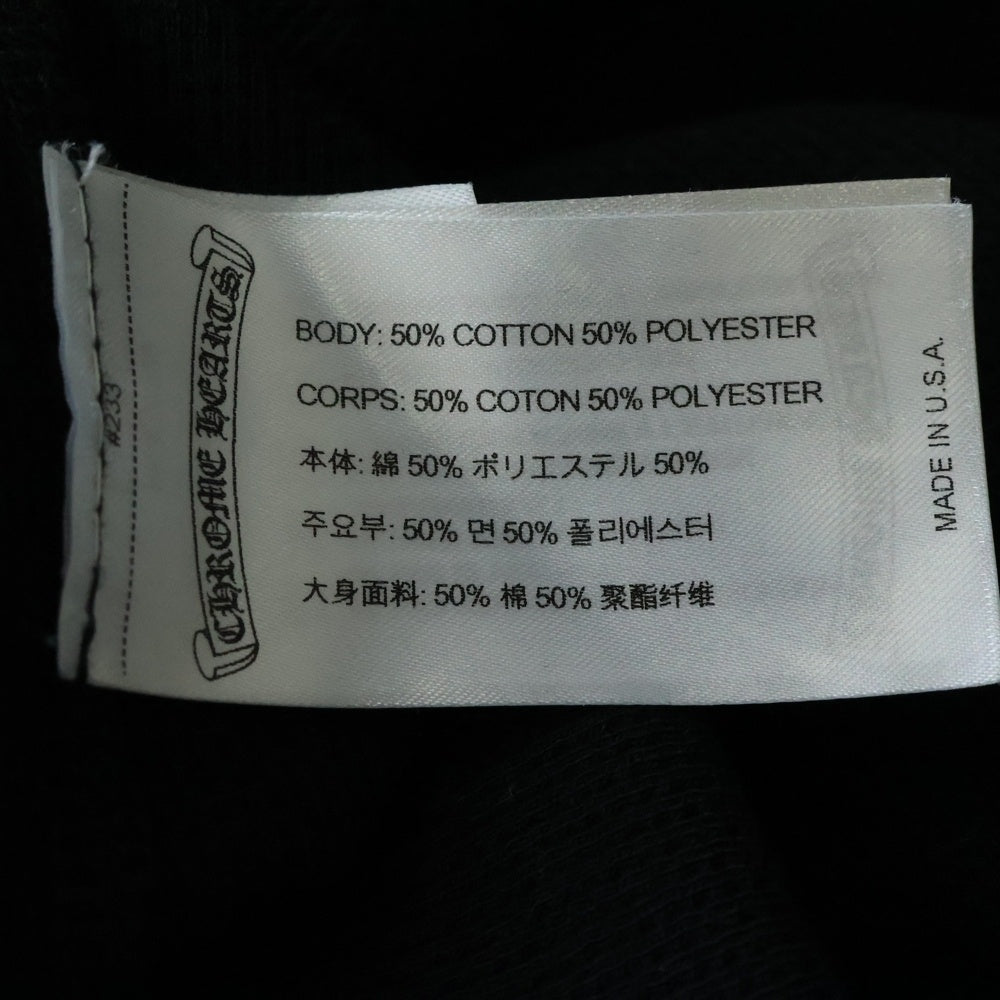 #233
CHROME HEARTS
BODY: 50% COTTON 50% POLYESTER
CORPS: 50% COTON 50% POLYESTER
本体: 綿 50% ポリエステル 50%
주요부: 50% 면 50% 폴리에스터
大身面料: 50% 棉 50% 聚酯纤维
MADE IN U.S.A.